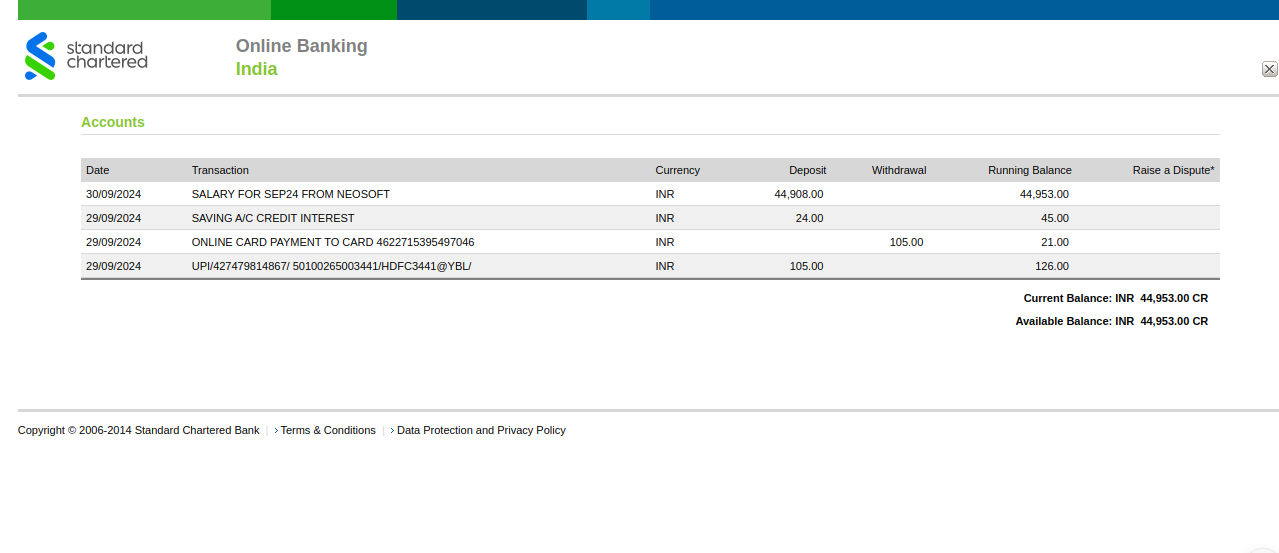 standard
chartered
Online Banking
India
Accounts
Date Transaction Currency Deposit Withdrawal Running Balance Raise a Dispute*
30/09/2024 SALARY FOR SEP24 FROM NEOSOFT INR 44,908.00 44,953.00
29/09/2024 SAVING A/C CREDIT INTEREST INR 24.00 45.00
29/09/2024 ONLINE CARD PAYMENT TO CARD 4622715395497046 INR 105.00 21.00
29/09/2024 UPI/427479814867/ 50100265003441/HDFC3441@YBL/ INR 105.00 126.00
Current Balance: INR 44,953.00 CR
Available Balance: INR 44,953.00 CR
Copyright © 2006-2014 Standard Chartered Bank | › Terms & Conditions | › Data Protection and Privacy Policy